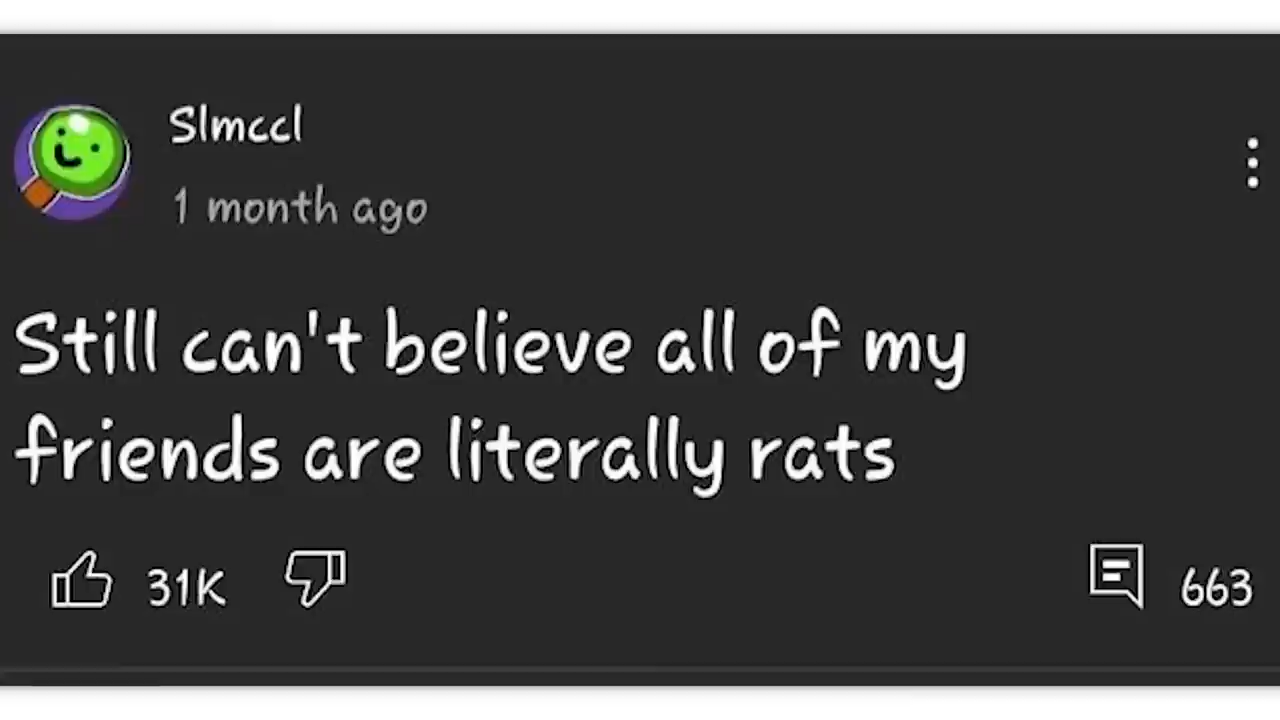 Slmccl
1 month ago
Still can't believe all of my
friends are literally rats
31K
663